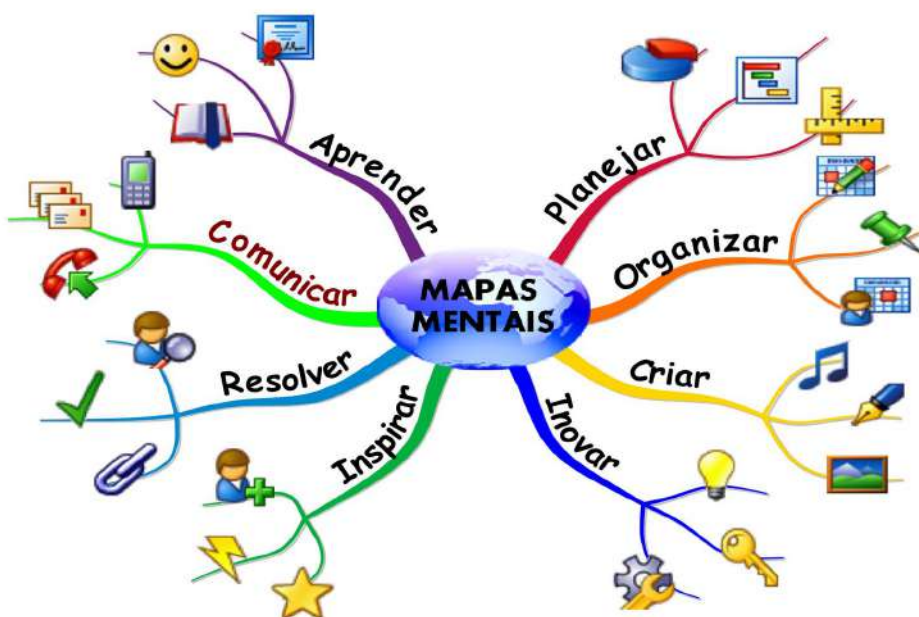 MAPAS
MENTAIS
Planejar
Organizar
Criar
Inovar
Inspirar
Resolver
Comunicar
Aprender